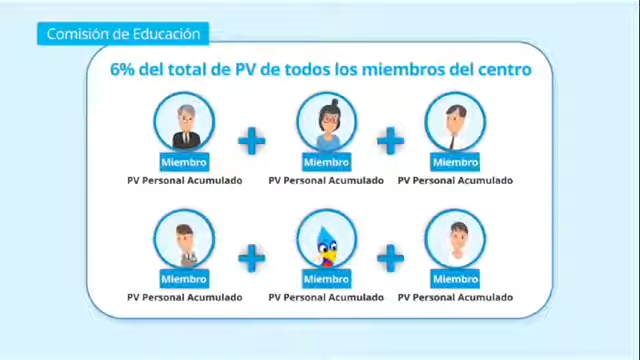 Comisión de Educación
6% del total de PV de todos los miembros del centro
Miembro Miembro Miembro
PV Personal Acumulado PV Personal Acumulado PV Personal Acumulado
Miembro Miembro Miembro
PV Personal Acumulado PV Personal Acumulado PV Personal Acumulado